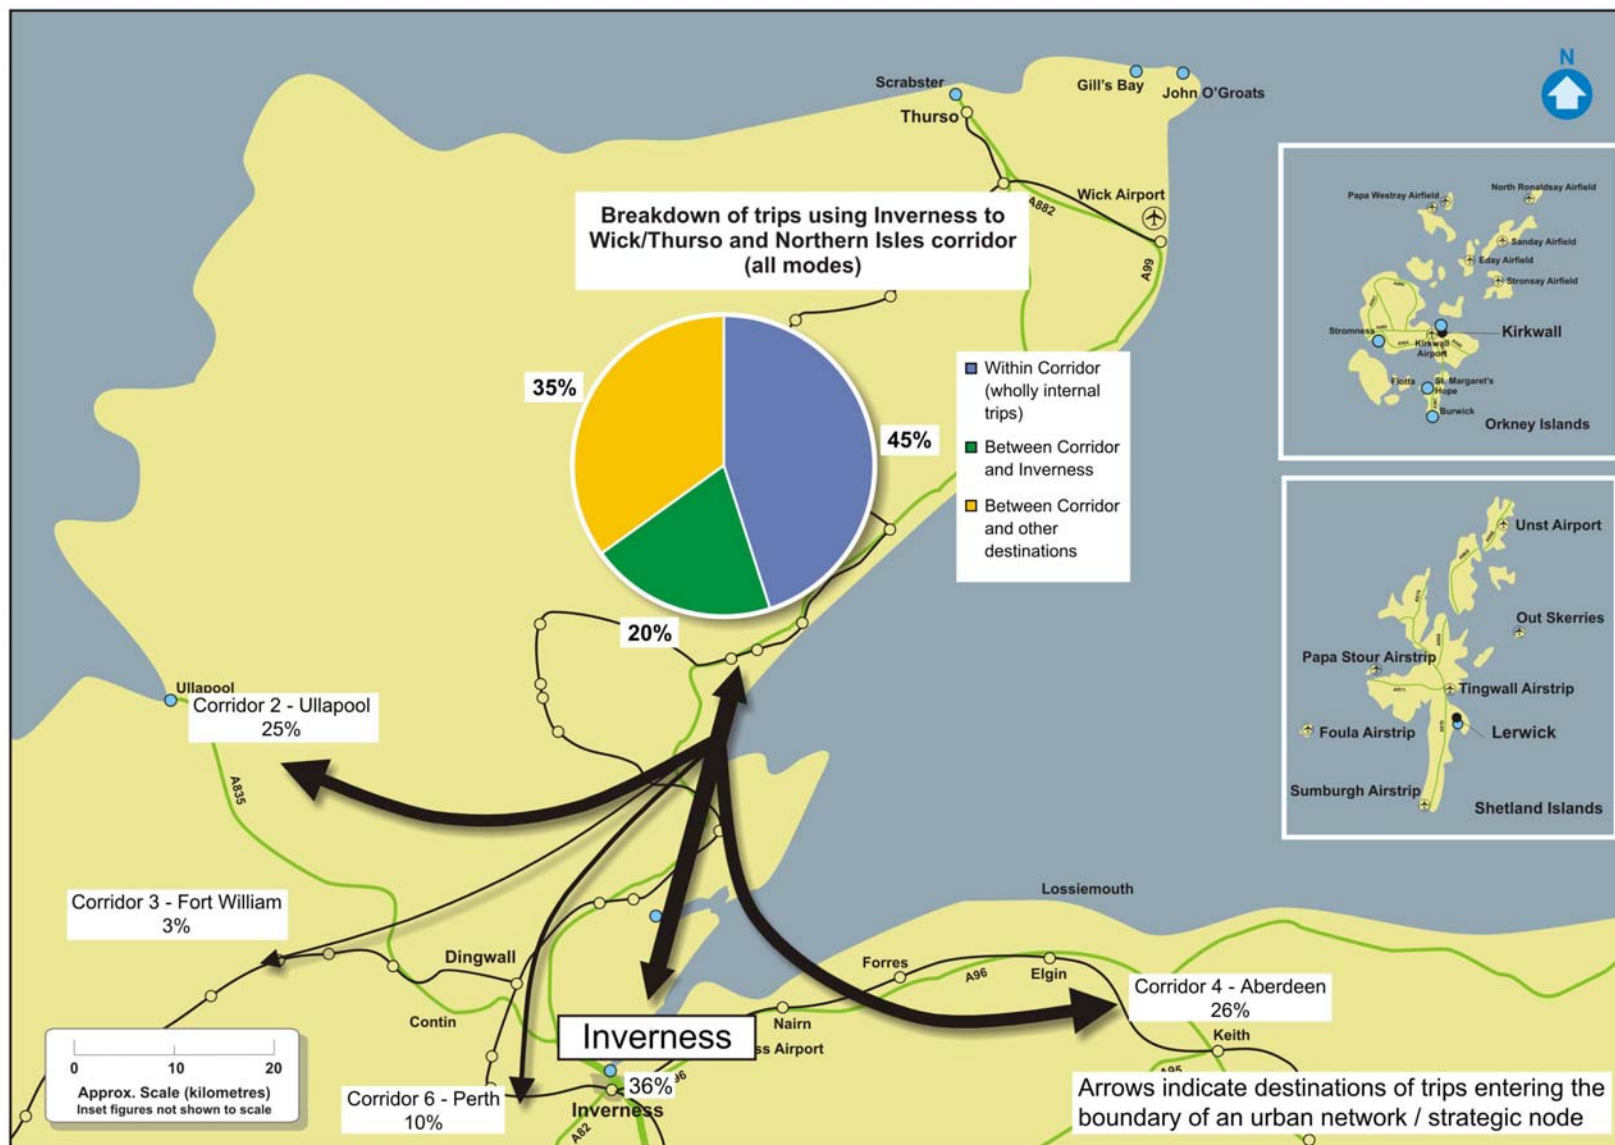 N
Scrabster
Thurso
Gill's Bay
John O'Groats
Wick Airport
A882
A99
Breakdown of trips using Inverness to
Wick/Thurso and Northern Isles corridor
(all modes)
35%
45%
20%
Within Corridor
(wholly internal
trips)
Between Corridor
and Inverness
Between Corridor
and other
destinations
Papa Westray Airfield
North Ronaldsay Airfield
Sanday Airfield
Eday Airfield
Stronsay Airfield
Stromness
Kirkwall
Kirkwall
Airport
Flotta
St. Margaret's
Hope
Burwick
Orkney Islands
Unst Airport
Out Skerries
Papa Stour Airstrip
Tingwall Airstrip
Foula Airstrip
Lerwick
Sumburgh Airstrip
Shetland Islands
Ullapool
Corridor 2 - Ullapool
25%
A835
Corridor 3 - Fort William
3%
Dingwall
Contin
Lossiemouth
Forres
A96
Elgin
Nairn
Corridor 4 - Aberdeen
26%
Keith
A95
Inverness
ss Airport
36%
96
Inverness
A82
Corridor 6 - Perth
10%
0 10 20
Approx. Scale (kilometres)
Inset figures not shown to scale
Arrows indicate destinations of trips entering the
boundary of an urban network / strategic node